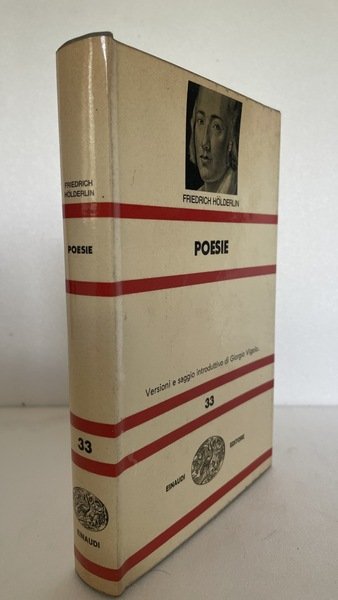 FRIEDRICH
HÖLDERLIN
POESIE
33
EINAUDI
FRIEDRICH HÖLDERLIN
POESIE
Versioni e saggio introduttivo di Giorgio Vigolo.
33
EINAUDI EDITORE